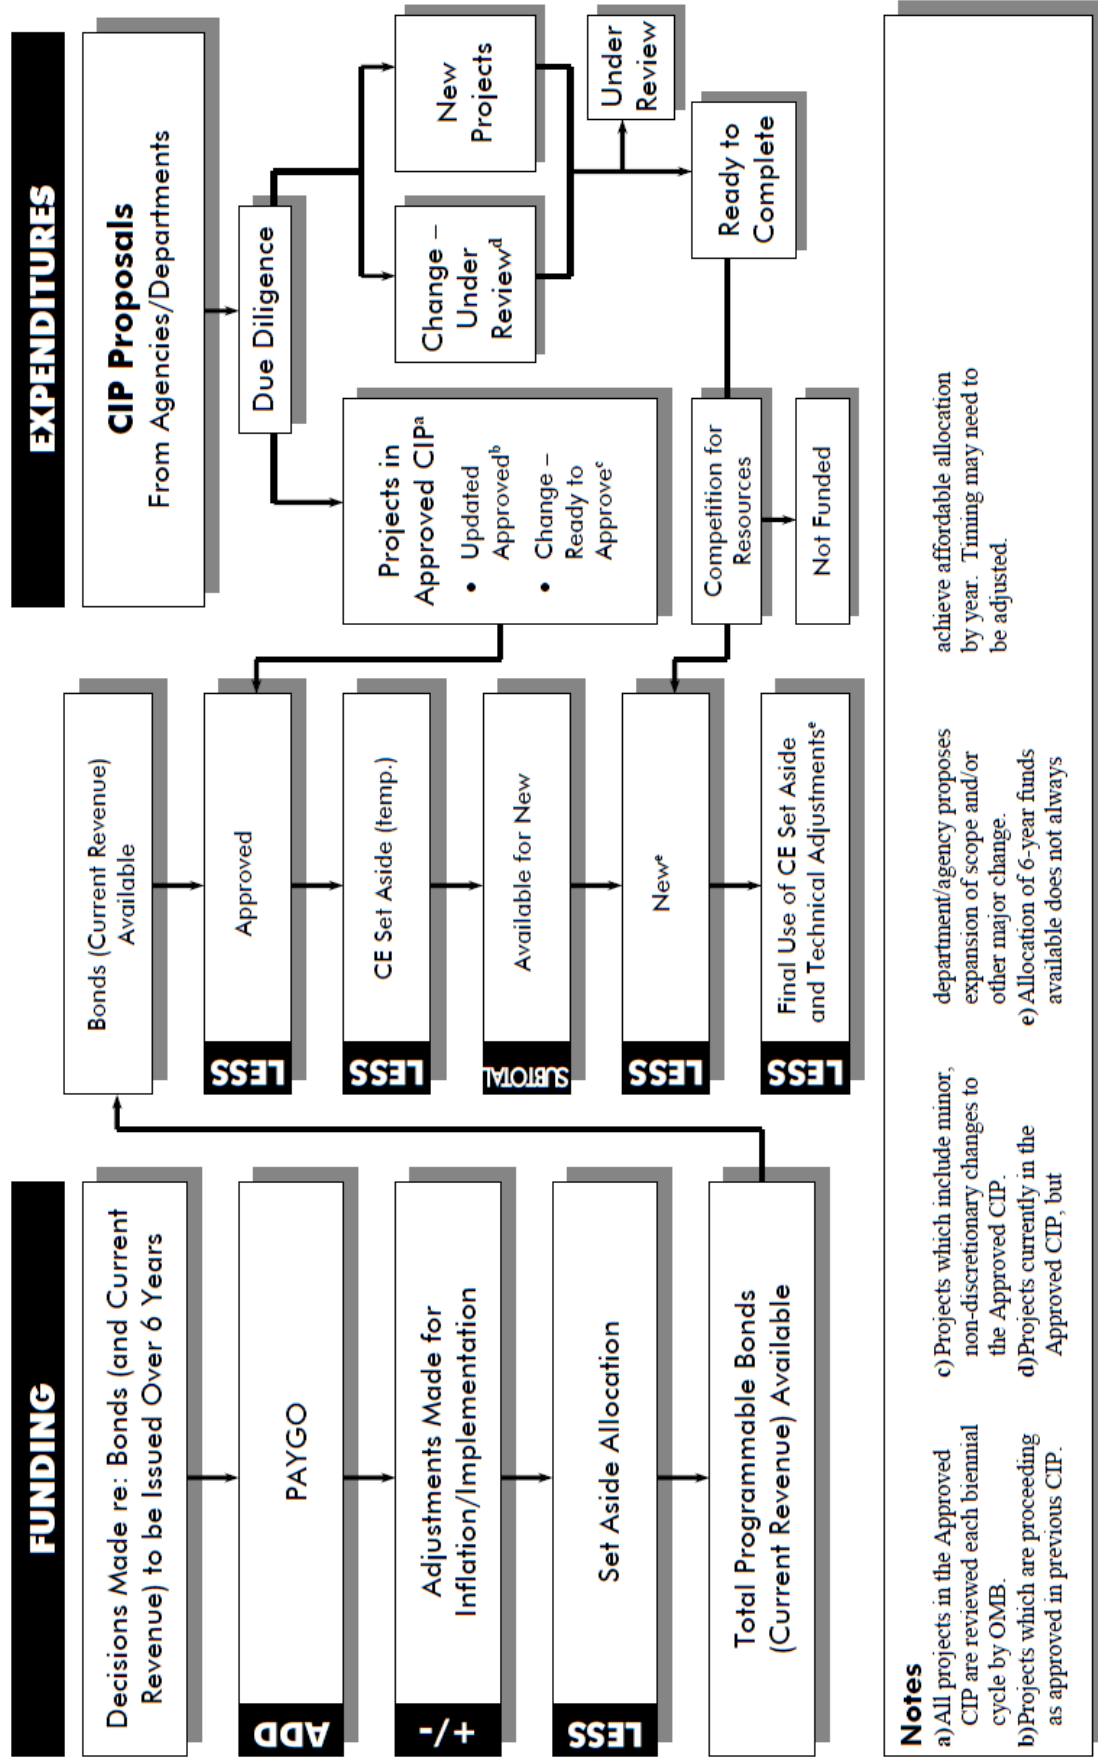 FUNDING
Decisions Made re: Bonds (and Current
Revenue) to be Issued Over 6 Years
ADD
PAYGO
+/-
Adjustments Made for
Inflation/Implementation
LESS
Set Aside Allocation
Total Programmable Bonds
(Current Revenue) Available
Bonds (Current Revenue)
Available
LESS
Approved
LESS
CE Set Aside (temp.)
SUBTOTAL
Available for New
LESS
Newᵉ
LESS
Final Use of CE Set Aside
and Technical Adjustmentsᵉ
EXPENDITURES
CIP Proposals
From Agencies/Departments
Due Diligence
Projects in
Approved CIPᵃ
• Updated
Approvedᵇ
• Change –
Ready to
Approveᶜ
Change –
Under
Reviewᵈ
New
Projects
Under
Review
Ready to
Complete
Competition for
Resources
Not Funded
Notes
a) All projects in the Approved
CIP are reviewed each biennial
cycle by OMB.
b) Projects which are proceeding
as approved in previous CIP.
c) Projects which include minor,
non-discretionary changes to
the Approved CIP.
d) Projects currently in the
Approved CIP, but
department/agency proposes
expansion of scope and/or
other major change.
e) Allocation of 6-year funds
available does not always
achieve affordable allocation
by year. Timing may need to
be adjusted.